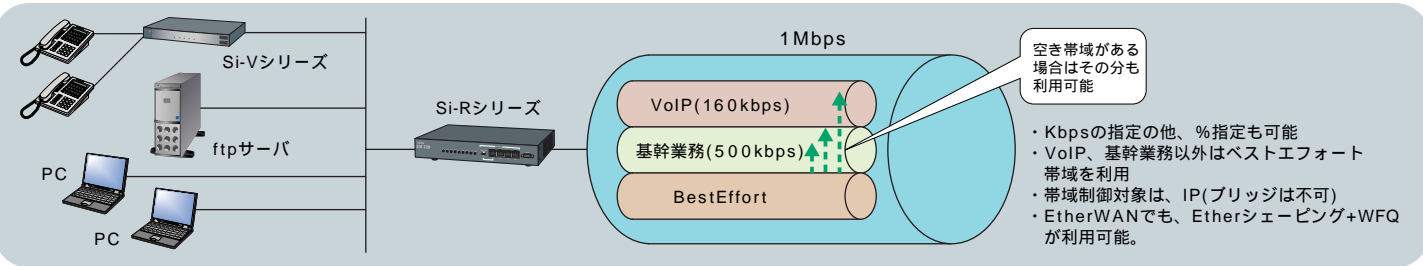 Si-Vシリーズ
ftpサーバ
PC
PC
Si-Rシリーズ
1Mbps
VoIP(160kbps)
基幹業務(500kbps)
BestEffort
空き帯域がある
場合はその分も
利用可能
・Kbpsの指定の他、%指定も可能
・VoIP、基幹業務以外はベストエフォート
帯域を利用
・帯域制御対象は、IP(ブリッジは不可)
・EtherWANでも、Etherシェーピング+WFQ
が利用可能。